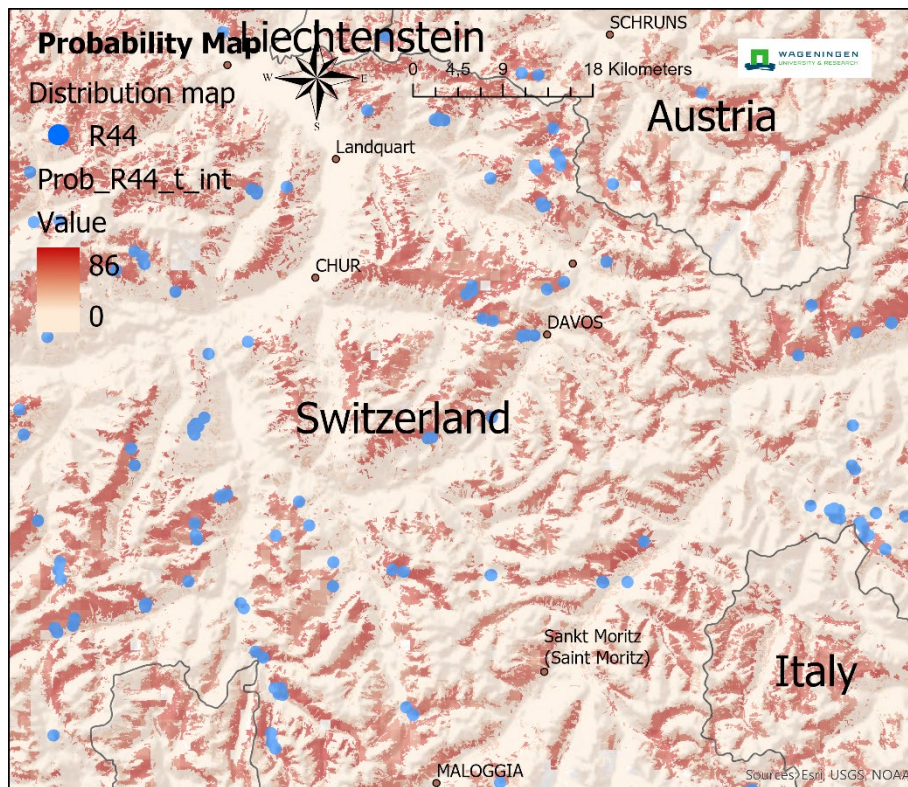 Probability Map
Liechtenstein
SCHRUNS
W
E
S
0 4,5 9 18 Kilometers
WAGENINGEN
UNIVERSITY & RESEARCH
Distribution map
R44
Austria
Landquart
Prob_R44_t_int
Value
86
0
CHUR
DAVOS
Switzerland
Sankt Moritz
(Saint Moritz)
Italy
MALOGGIA
Sources: Esri, USGS, NOAA